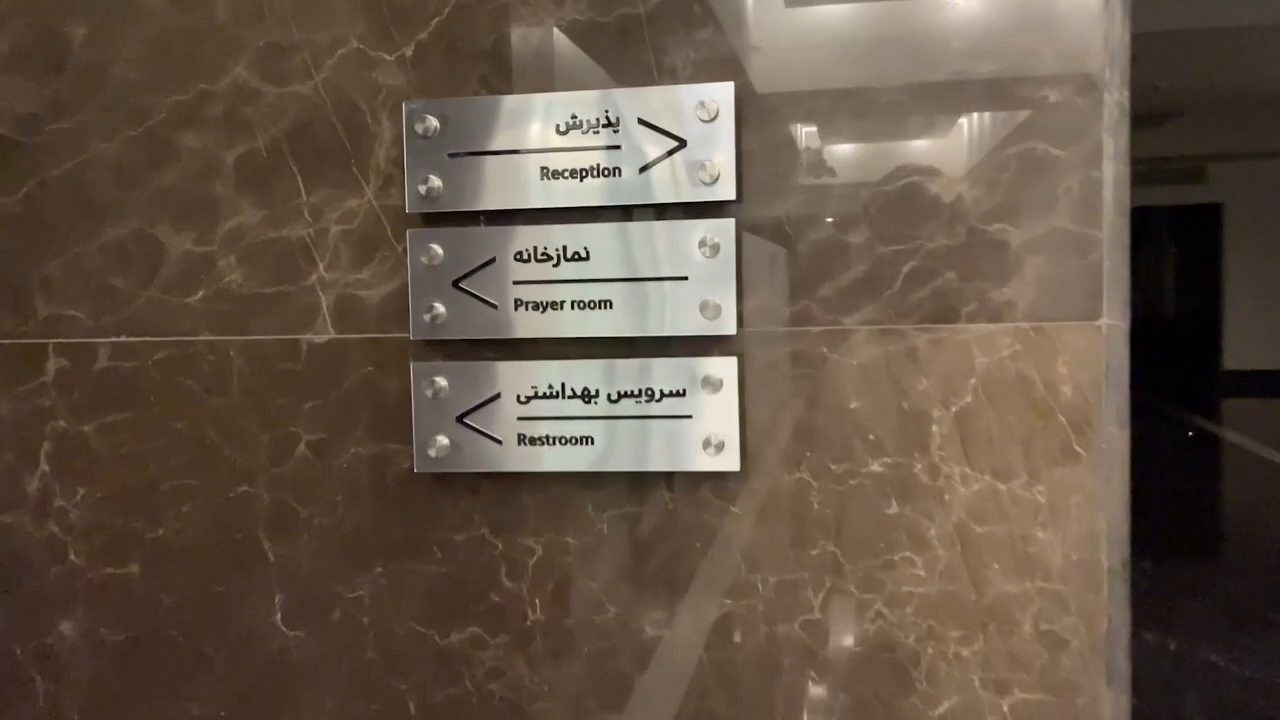 پذیرش
Reception
نمازخانه
Prayer room
سرویس بهداشتی
Restroom